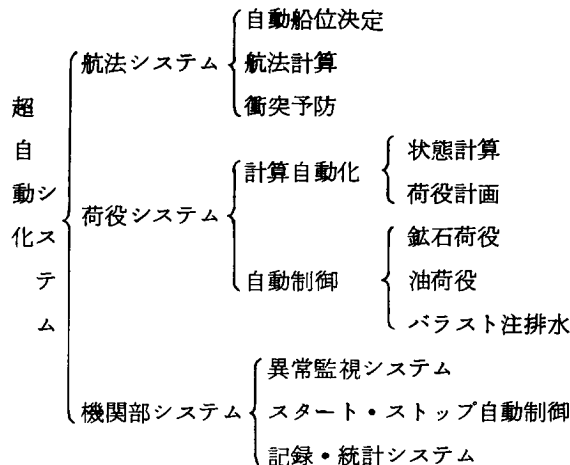 超自動化システム
航法システム
自動船位決定
航法計算
衝突予防
荷役システム
計算自動化
状態計算
荷役計画
自動制御
鉱石荷役
油荷役
バラスト注排水
機関部システム
異常監視システム
スタート・ストップ自動制御
記録・統計システム